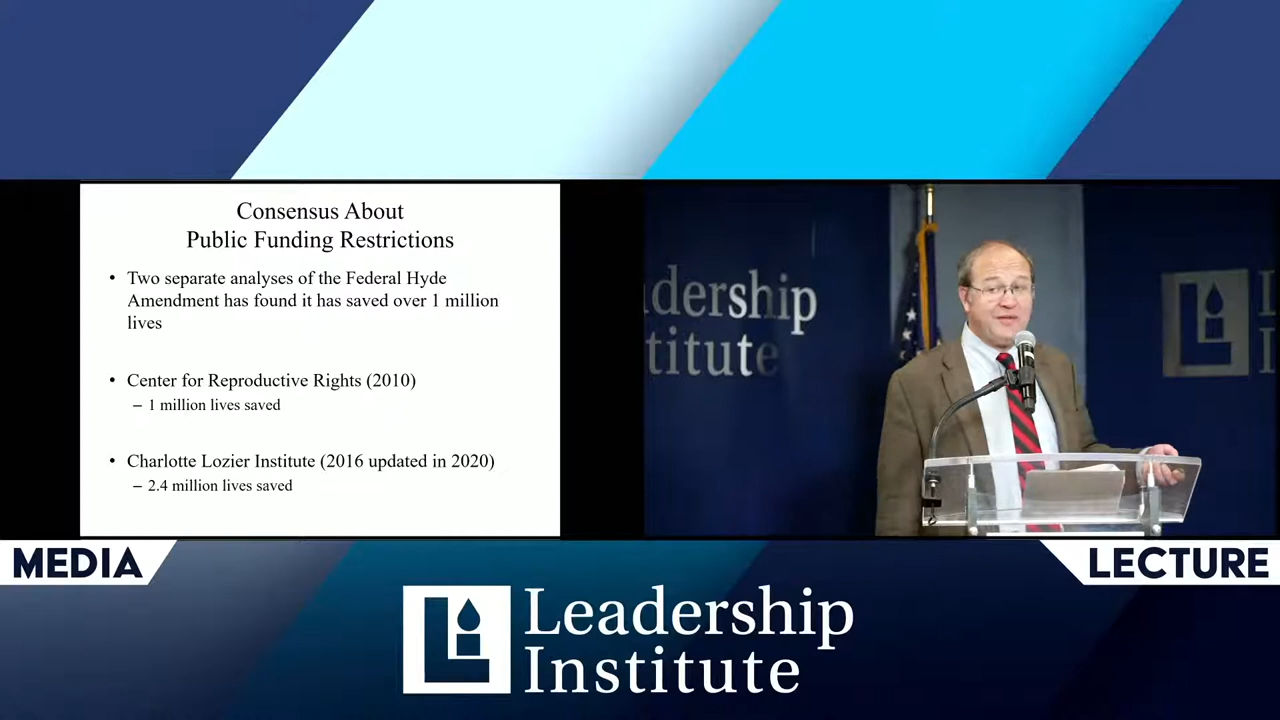 Consensus About
Public Funding Restrictions
• Two separate analyses of the Federal Hyde
Amendment has found it has saved over 1 million
lives
• Center for Reproductive Rights (2010)
– 1 million lives saved
• Charlotte Lozier Institute (2016 updated in 2020)
– 2.4 million lives saved
dership
titute
MEDIA
LECTURE
Leadership
Institute